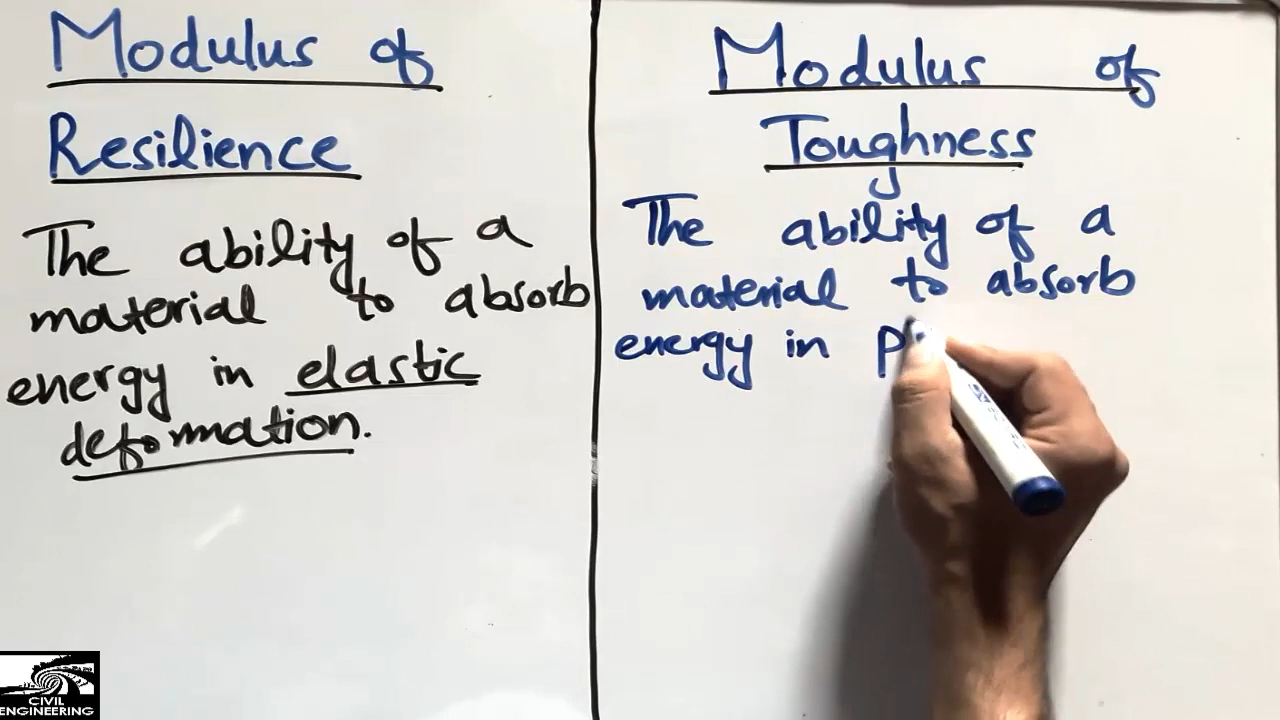 Modulus of
Resilience
The ability of a
material to absorb
energy in elastic
deformation.
Modulus of
Toughness
The ability of a
material to absorb
energy in p
CIVIL
ENGINEERING